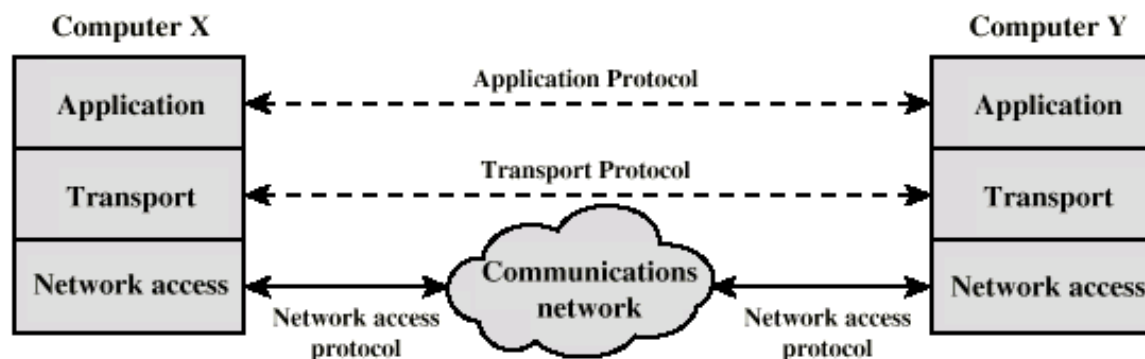 Computer X
Computer Y
Application
Application Protocol
Application
Transport
Transport Protocol
Transport
Network access
Communications
network
Network access
Network access
protocol
Network access
protocol